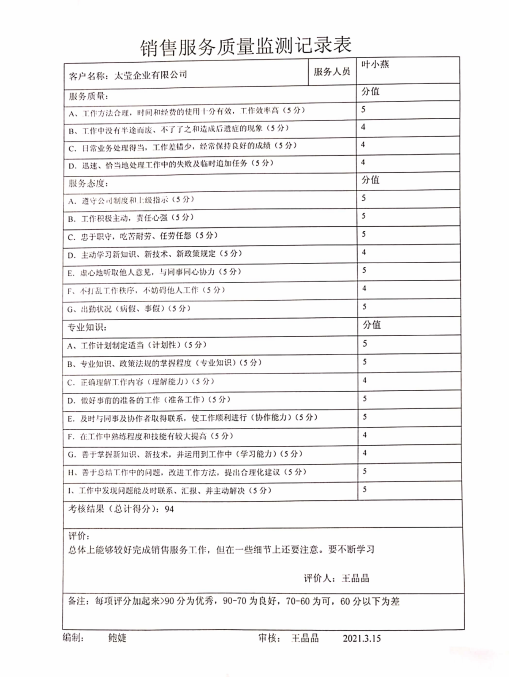 销售服务质量监测记录表
客户名称：太莹企业有限公司 服务人员 叶小燕
服务质量： 分值
A、工作方法合理，时间和经费的使用十分有效，工作效率高（5分） 5
B、工作中没有半途而废、不了了之和造成后遗症的现象（5分） 4
C、日常业务处理得当，工作差错少，经常保持良好的成绩（5分） 4
D、迅速、恰当地处理工作中的失败及临时追加任务（5分） 4
服务态度： 分值
A．遵守公司制度和上级指示（5分） 5
B．工作积极主动，责任心强（5分） 5
C．忠于职守，吃苦耐劳、任劳任怨（5分） 5
D．主动学习新知识、新技术、新政策规定（5分） 4
E．虚心地听取他人意见，与同事同心协力（5分） 5
F．不打乱工作秩序，不妨碍他人工作（5分） 4
G．出勤状况（病假、事假）（5分） 5
专业知识： 分值
A、工作计划制定适当（计划性）（5分） 5
B、专业知识、政策法规的掌握程度（专业知识）（5分） 5
C．正确理解工作内容（理解能力）（5分） 4
D．做好事前的准备的工作（准备工作）（5分） 5
E．及时与同事及协作者取得联系，使工作顺利进行（协作能力）（5分） 5
F．在工作中熟练程度和技能有较大提高（5分） 4
G．善于掌握新知识、新技术，并运用到工作中（学习能力）（5分） 4
H．善于总结工作中的问题，改进工作方法，提出合理化建议（5分） 5
I．工作中发现问题能及时联系、汇报、并主动解决（5分） 5
考核结果（总计得分）：94
评价：
总体上能够较好完成销售服务工作，但在一些细节上还要注意。要不断学习
评价人：王晶晶
备注：每项评分加起来>90分为优秀，90-70为良好，70-60为可，60分以下为差
编制： 鲍婕 审核： 王晶晶 2021.3.15